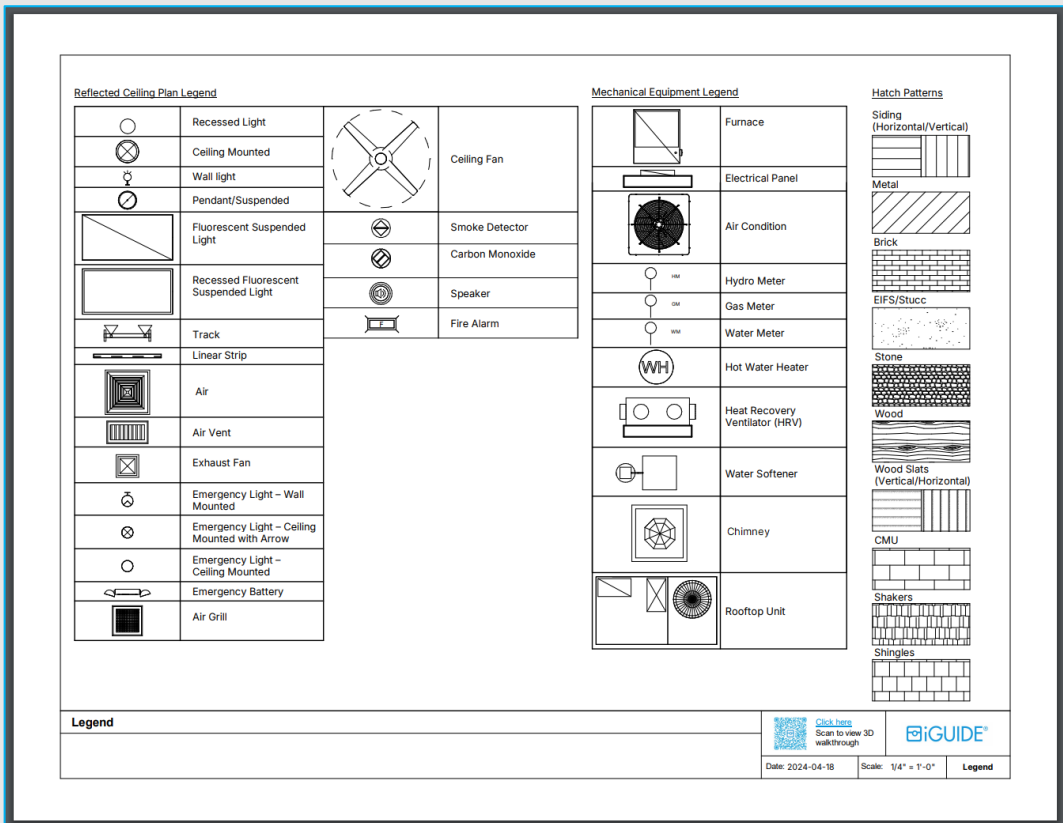 Reflected Ceiling Plan Legend
Recessed Light
Ceiling Mounted
Wall light
Pendant/Suspended
Fluorescent Suspended
Light
Recessed Fluorescent
Suspended Light
Track
Linear Strip
Air
Air Vent
Exhaust Fan
Emergency Light – Wall
Mounted
Emergency Light – Ceiling
Mounted with Arrow
Emergency Light –
Ceiling Mounted
Emergency Battery
Air Grill
Ceiling Fan
Smoke Detector
Carbon Monoxide
Speaker
F
Fire Alarm
Mechanical Equipment Legend
Furnace
Electrical Panel
Air Condition
HM
Hydro Meter
GM
Gas Meter
WM
Water Meter
WH
Hot Water Heater
Heat Recovery
Ventilator (HRV)
Water Softener
Chimney
Rooftop Unit
Hatch Patterns
Siding
(Horizontal/Vertical)
Metal
Brick
EIFS/Stucc
Stone
Wood
Wood Slats
(Vertical/Horizontal)
CMU
Shakers
Shingles
Legend
Click here
Scan to view 3D
walkthrough
iGUIDE®
Date: 2024-04-18
Scale: 1/4" = 1'-0"
Legend